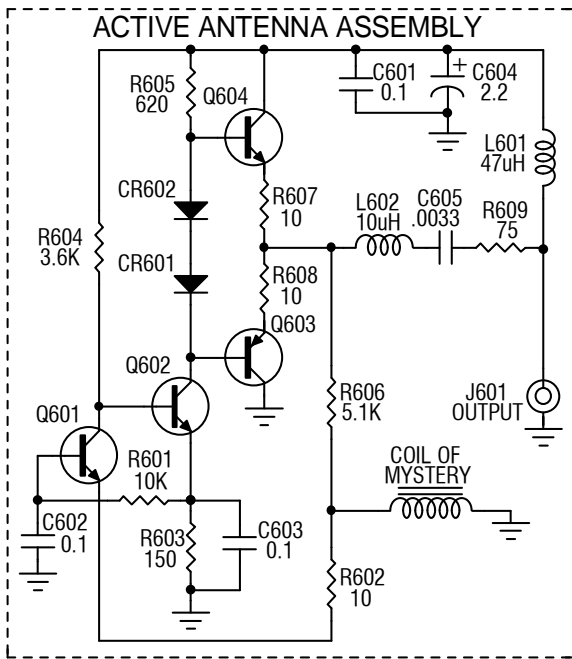 ACTIVE ANTENNA ASSEMBLY
R605
620
Q604
C601
0.1
+
C604
2.2
L601
47uH
CR602
R607
10
L602
10uH
C605
.0033
R609
75
R604
3.6K
CR601
R608
10
Q603
Q602
R606
5.1K
J601
OUTPUT
Q601
R601
10K
COIL OF
MYSTERY
C602
0.1
R603
150
C603
0.1
R602
10